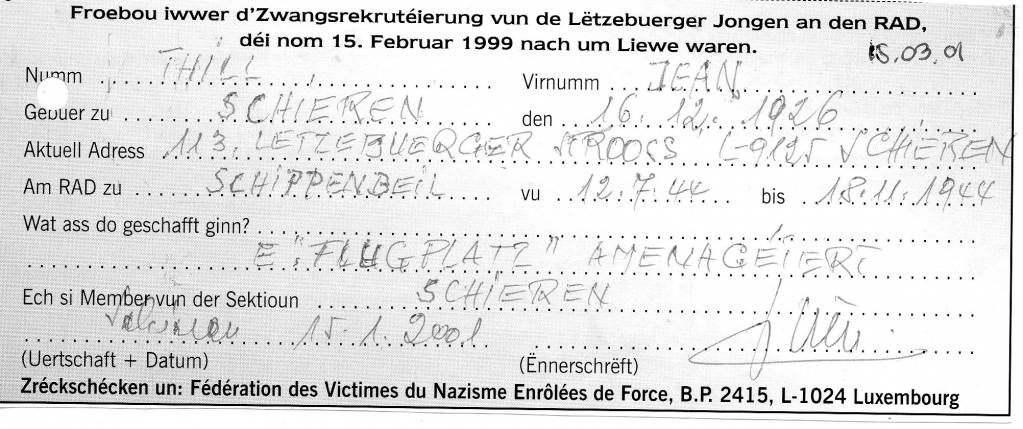 Froebou iwwer d'Zwangsrekrutéierung vun de Lëtzebuerger Jongen an den RAD,
déi nom 15. Februar 1999 nach um Liewe waren.
15.03.01
Numm THILL Virnumm JEAN
Gebuer zu SCHIEREN den 16.12.1926
Aktuell Adress 113. LETZEBUERGER STROOSS L-9125 SCHIEREN
Am RAD zu SCHIPPENBEIL vu 12.7.44 bis 18.11.1944
Wat ass do geschafft ginn?
E "FLUGPLATZ" AMENAGÉIERT
Ech si Member vun der Sektioun SCHIEREN
Schieren 15.1.2001
(Uertschaft + Datum) (Ënnerschrëft)
Zréckschécken un: Fédération des Victimes du Nazisme Enrôlées de Force, B.P. 2415, L-1024 Luxembourg